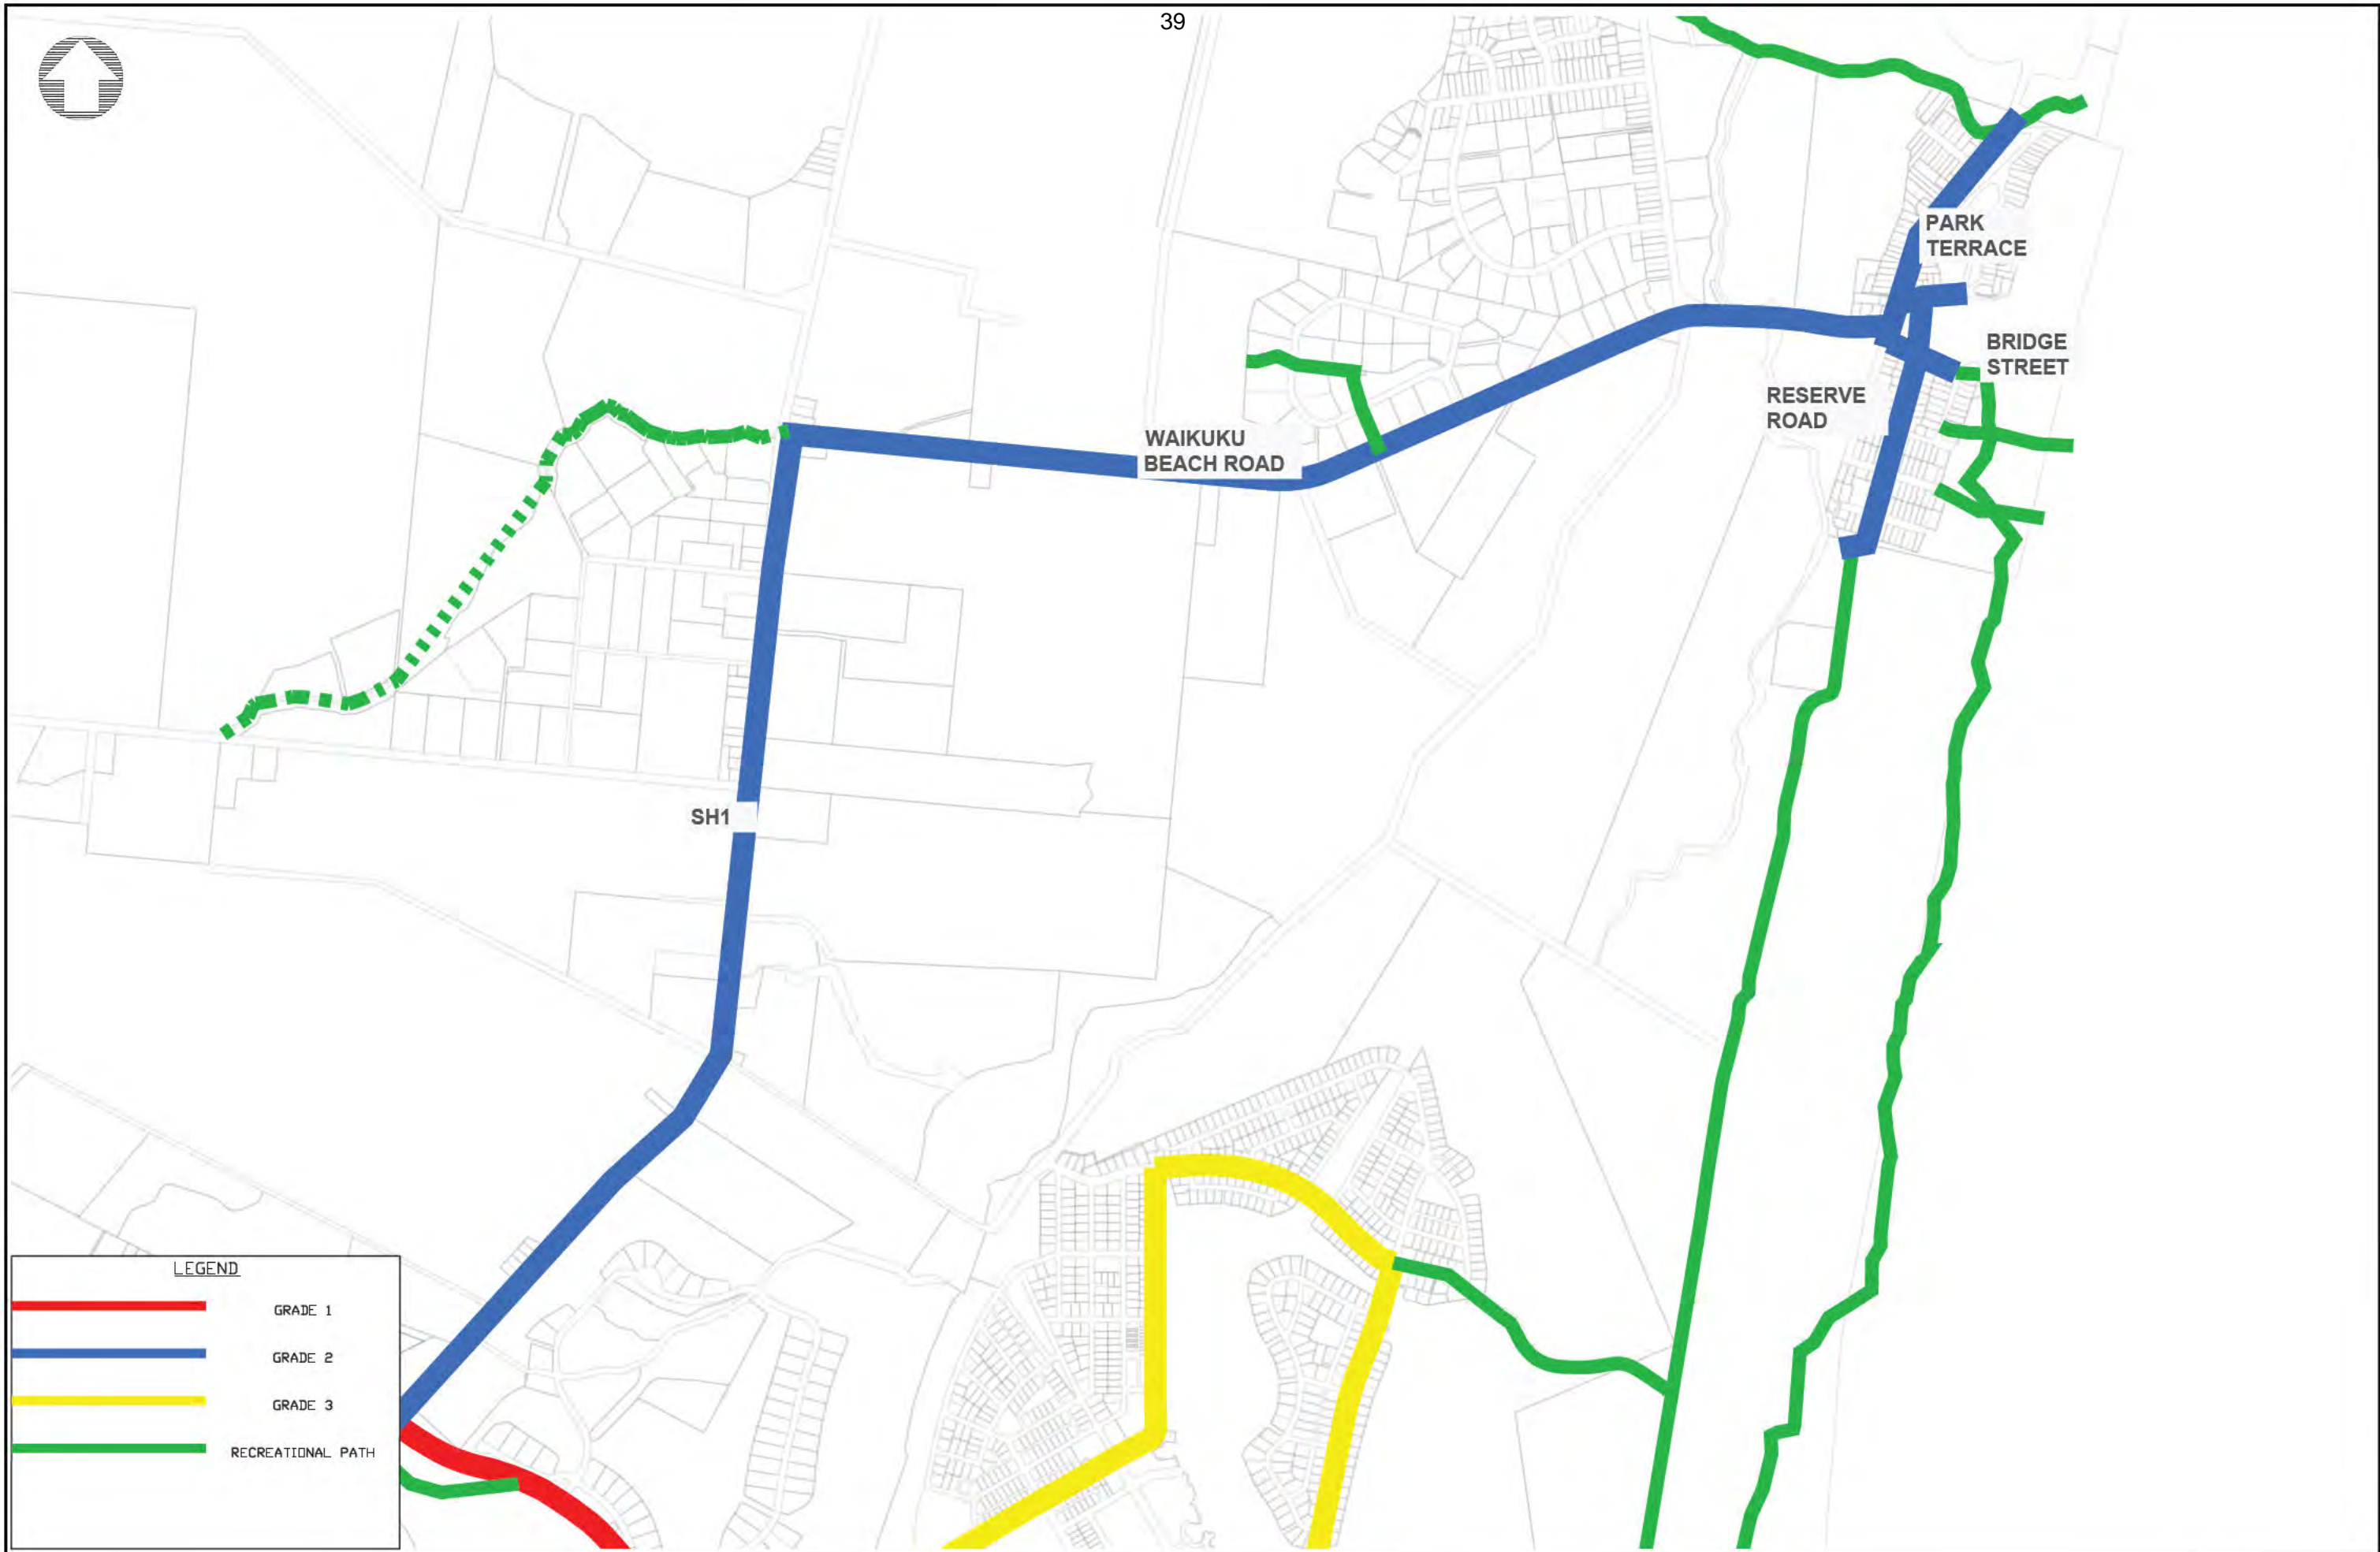 39
PARK
TERRACE
BRIDGE
STREET
RESERVE
ROAD
WAIKUKU
BEACH ROAD
SH1
LEGEND
GRADE 1
GRADE 2
GRADE 3
RECREATIONAL PATH